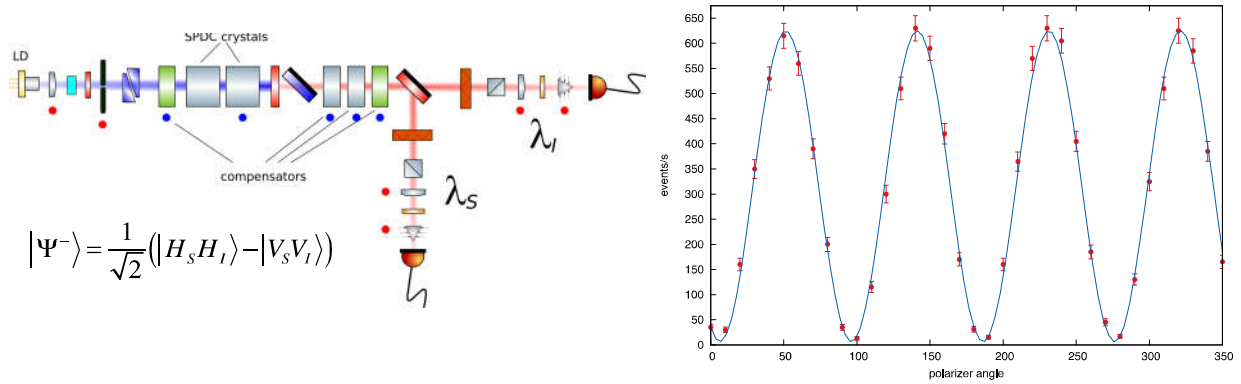 SPDC crystals
LD
λ_I
compensators
λ_S
|Ψ⁻⟩ = 1/√2 (|H_S H_I⟩ − |V_S V_I⟩)
650
600
550
500
450
400
350
300
250
200
150
100
50
0
events/s
0 50 100 150 200 250 300 350
polarizer angle